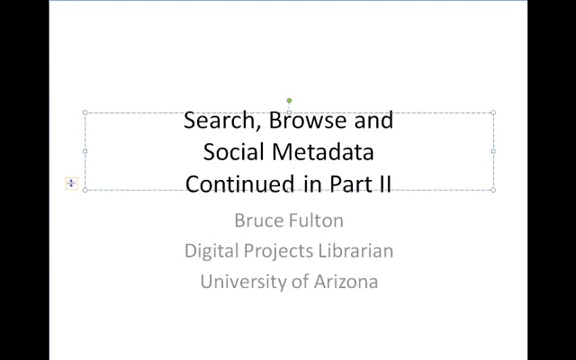 Search, Browse and
Social Metadata
Continued in Part II
Bruce Fulton
Digital Projects Librarian
University of Arizona